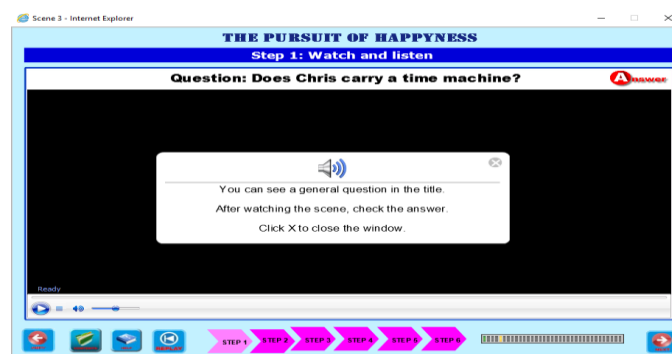 Scene 3 - Internet Explorer
THE PURSUIT OF HAPPYNESS
Step 1: Watch and listen
Question: Does Chris carry a time machine?
Answer
You can see a general question in the title.
After watching the scene, check the answer.
Click X to close the window.
Ready
STEP 1 STEP 2 STEP 3 STEP 4 STEP 5 STEP 6